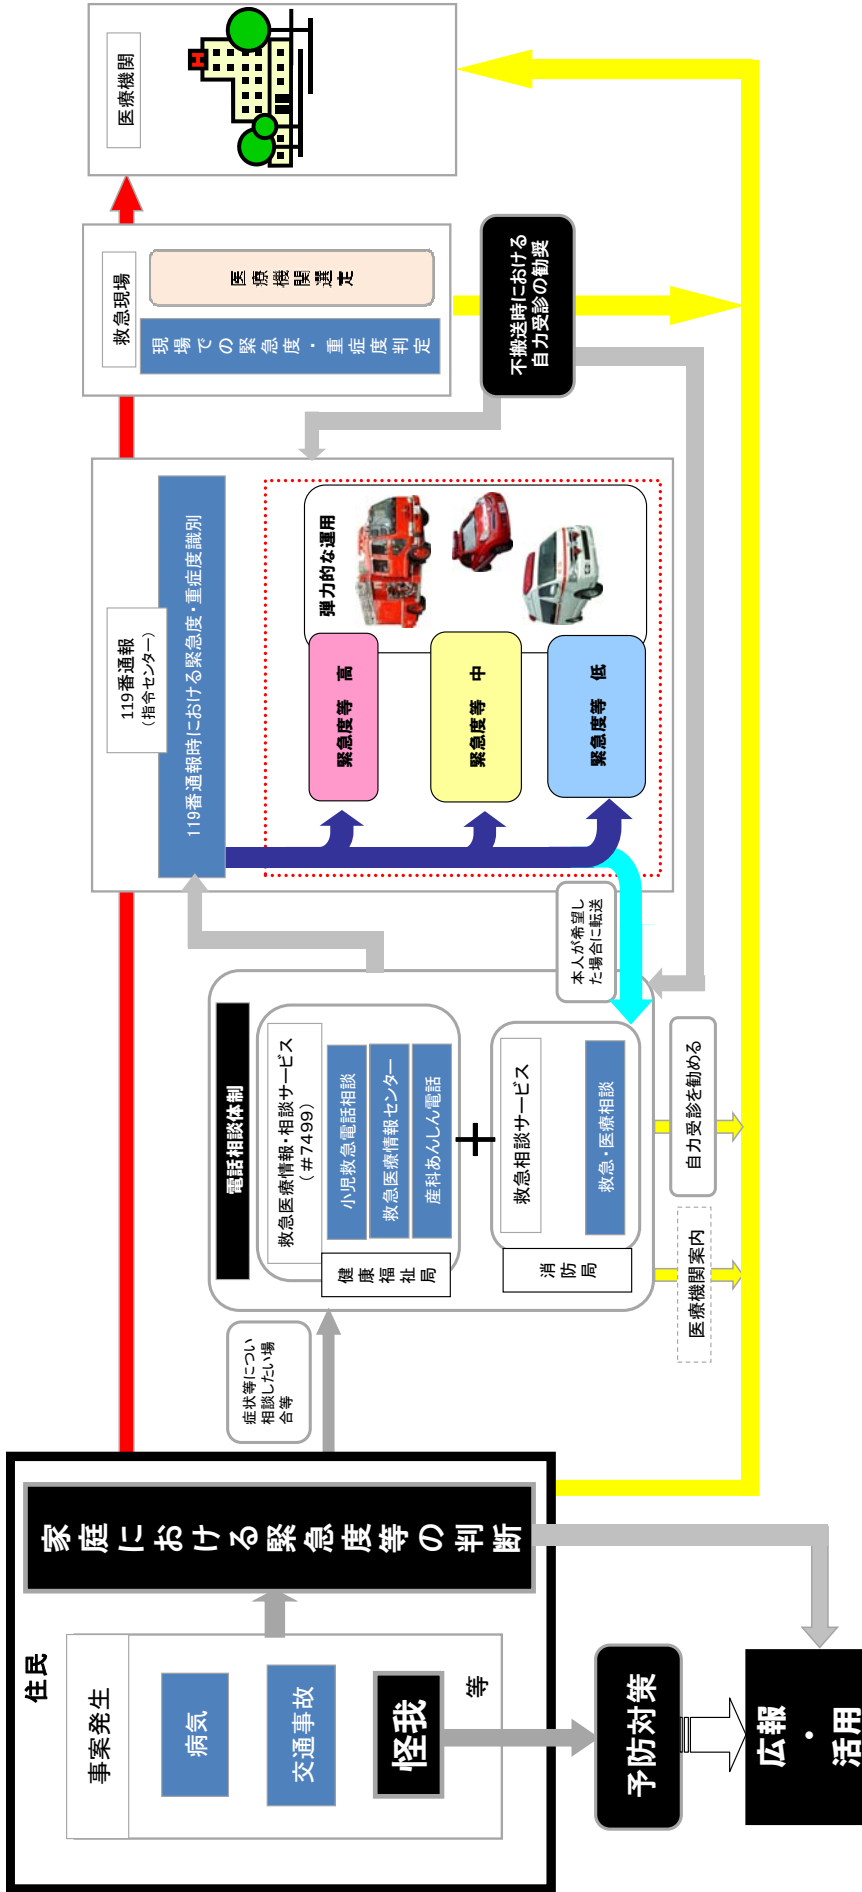 住民
事案発生
病気
交通事故
怪我
等
家庭における緊急度等の判断
予防対策
広報
・
活用
症状等につい
相談したい場
合等
電話相談体制
救急医療情報・相談サービス
（＃7499）
小児救急電話相談
救急医療情報センター
産科あんしん電話
健康福祉局
＋
救急相談サービス
救急・医療相談
消防局
医療機関案内
自力受診を勧める
本人が希望し
た場合に転送
119番通報
（指令センター）
119番通報時における緊急度・重症度識別
緊急度等　高
緊急度等　中
緊急度等　低
弾力的な運用
救急現場
現場での緊急度・重症度判定
医療機関選定
不搬送時における
自力受診の勧奨
医療機関
H